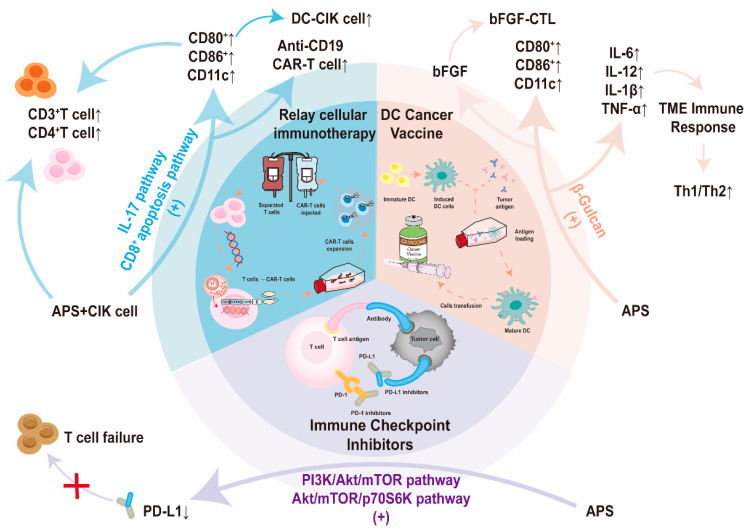 DC-CIK cell↑
CD80⁺↑
CD86⁺↑
CD11c↑
Anti-CD19
CAR-T cell↑
CD3⁺T cell↑
CD4⁺T cell↑
IL-17 pathway
CD8⁺ apoptosis pathway
(+)
APS+CIK cell
Relay cellular
immunotherapy
Separated
T cells
CAR-T cells
injected
CAR-T cells
expansion
T cells → CAR-T cells
bFGF-CTL
bFGF
CD80⁺↑
CD86⁺↑
CD11c↑
IL-6↑
IL-12↑
IL-1β↑
TNF-α↑
TME Immune
Response
Th1/Th2↑
β-Gulcan
(+)
APS
DC Cancer
Vaccine
Immature DC
Induced
DC cells
Tumor
antigen
Antigen
loading
Cancer
Vaccine
Cells transfusion
Mature DC
Antibody
T cell
T cell antigen
Tumor cell
PD-L1
PD-1
PD-L1 inhibitors
PD-1 inhibitors
Immune Checkpoint
Inhibitors
T cell failure
PD-L1↓
PI3K/Akt/mTOR pathway
Akt/mTOR/p70S6K pathway
(+)
APS